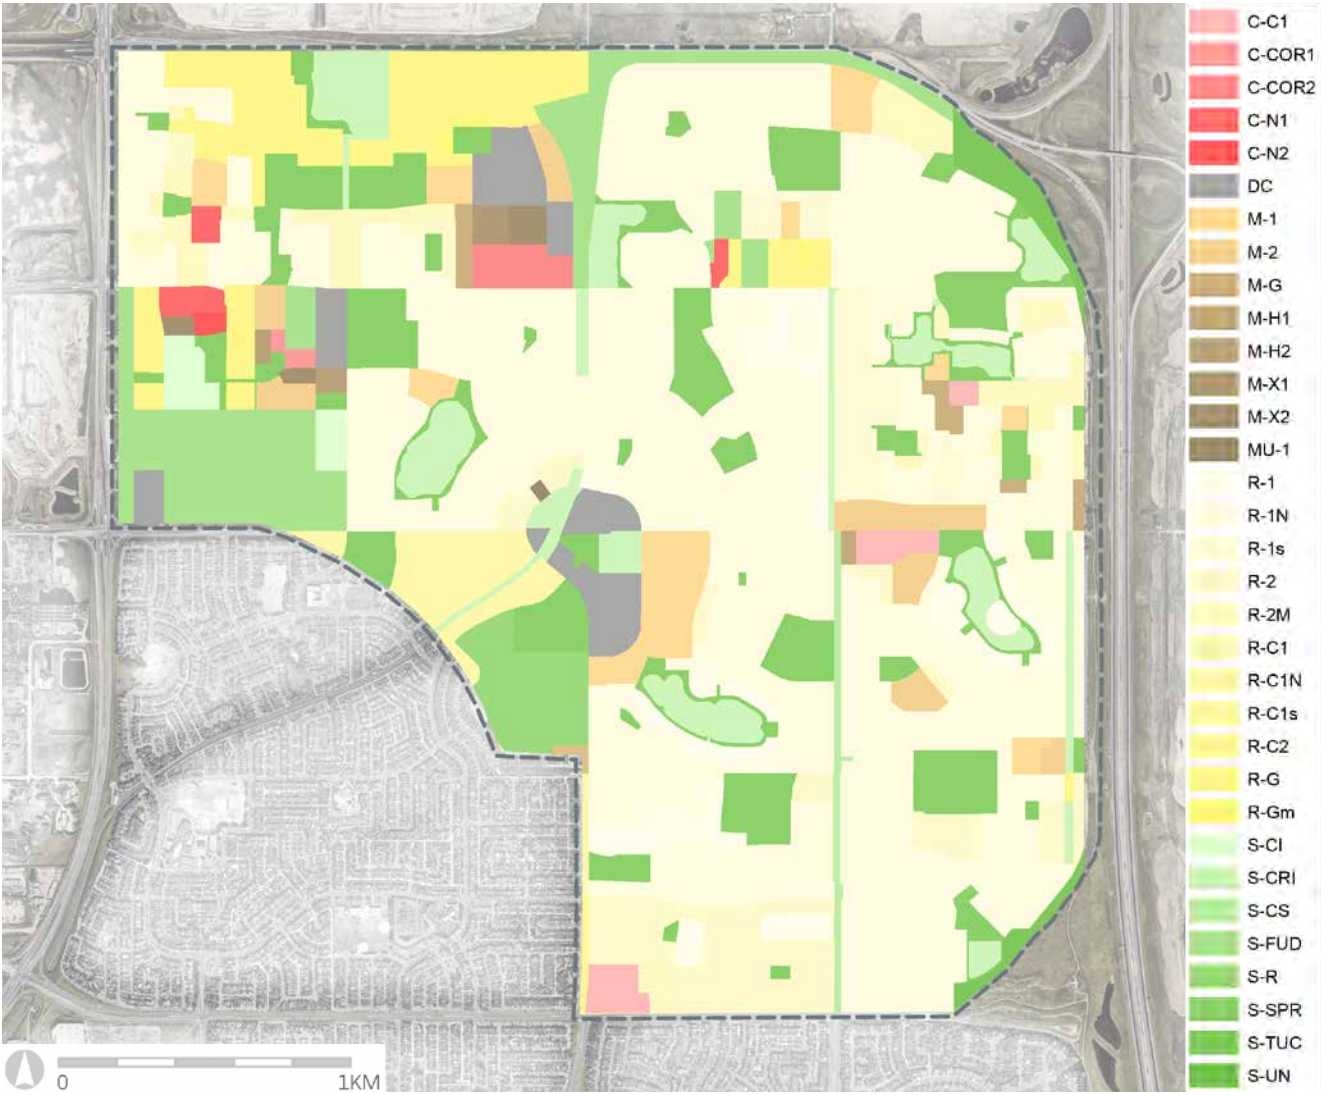 C-C1
C-COR1
C-COR2
C-N1
C-N2
DC
M-1
M-2
M-G
M-H1
M-H2
M-X1
M-X2
MU-1
R-1
R-1N
R-1s
R-2
R-2M
R-C1
R-C1N
R-C1s
R-C2
R-G
R-Gm
S-CI
S-CRI
S-CS
S-FUD
S-R
S-SPR
S-TUC
S-UN
0 1KM